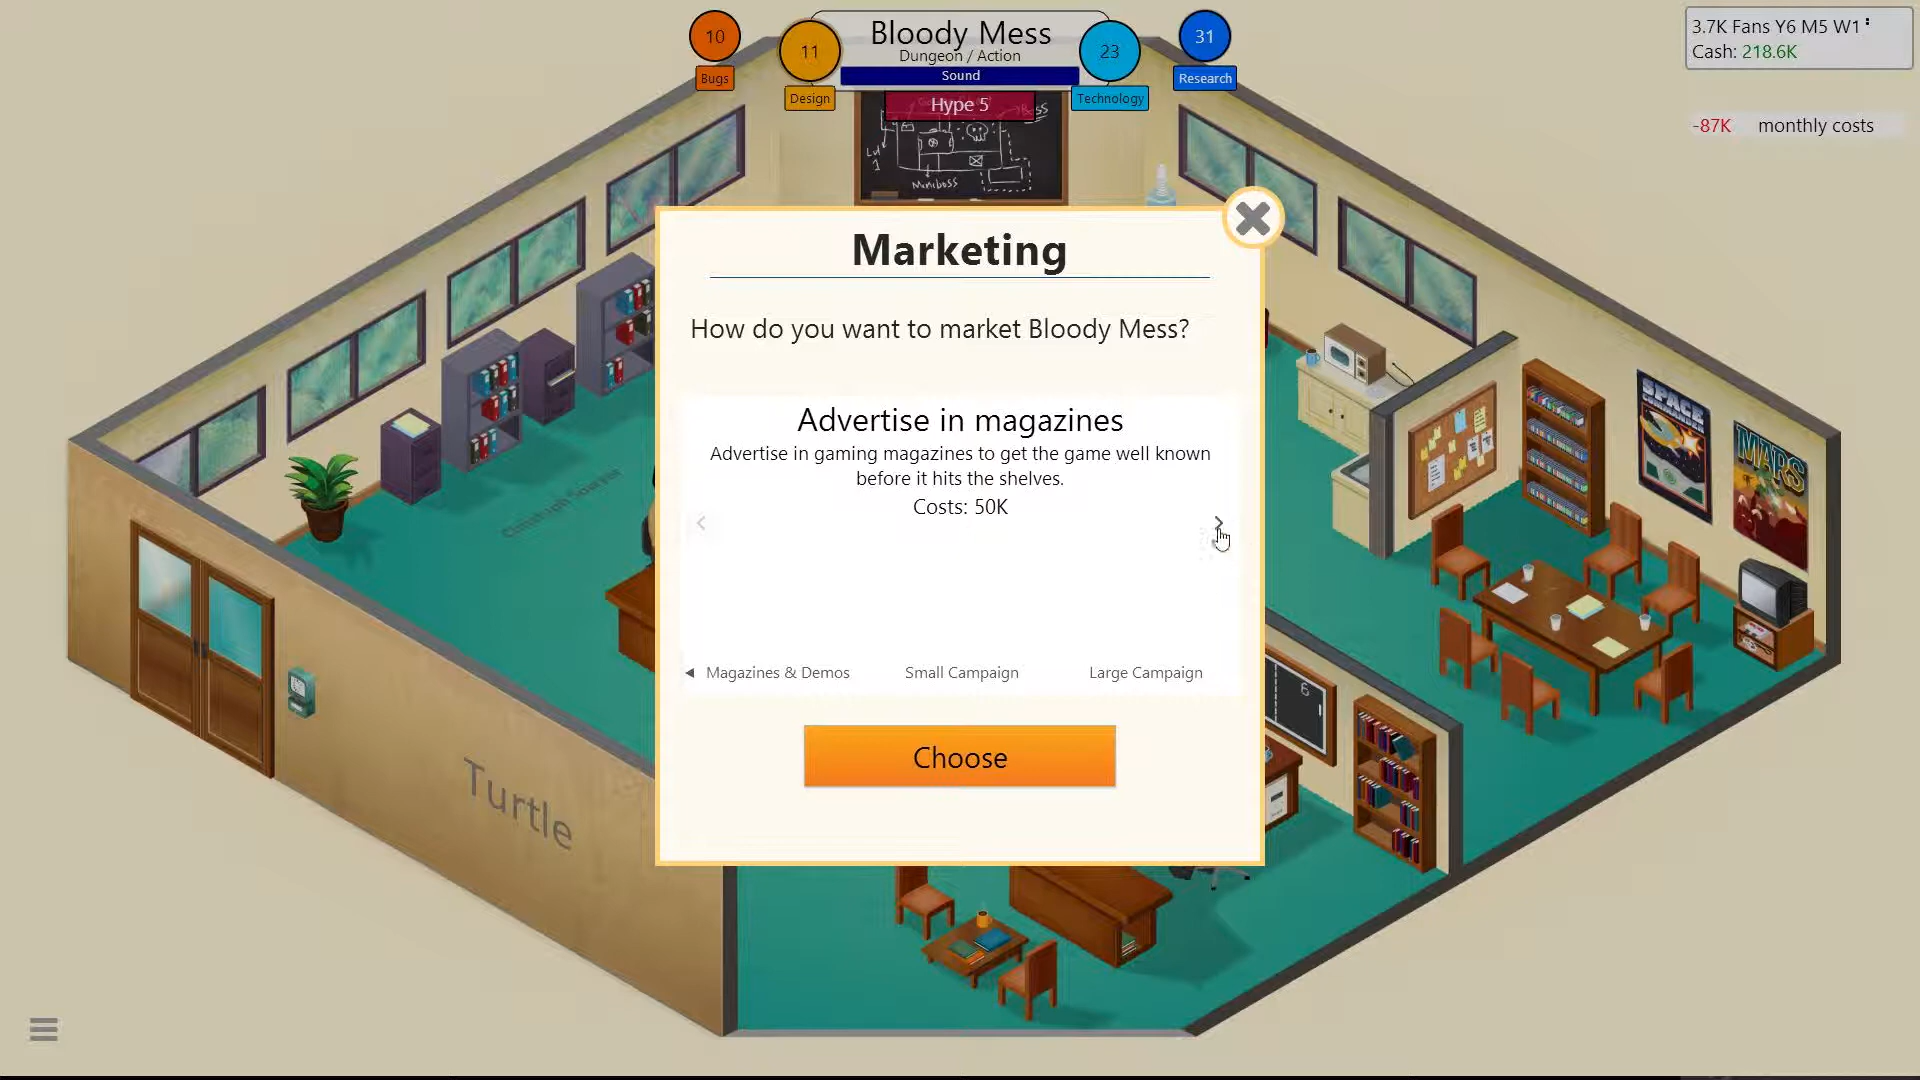 10
Bugs
11
Design
Bloody Mess
Dungeon / Action
Sound
Hype 5
23
Technology
31
Research
3.7K Fans Y6 M5 W1
Cash: 218.6K
-87K monthly costs
Lvl
1
Boss
Miniboss
Marketing
How do you want to market Bloody Mess?
Advertise in magazines
Advertise in gaming magazines to get the game well known
before it hits the shelves.
Costs: 50K
Magazines & Demos
Small Campaign
Large Campaign
Choose
SPACE
MARS
6
Turtle